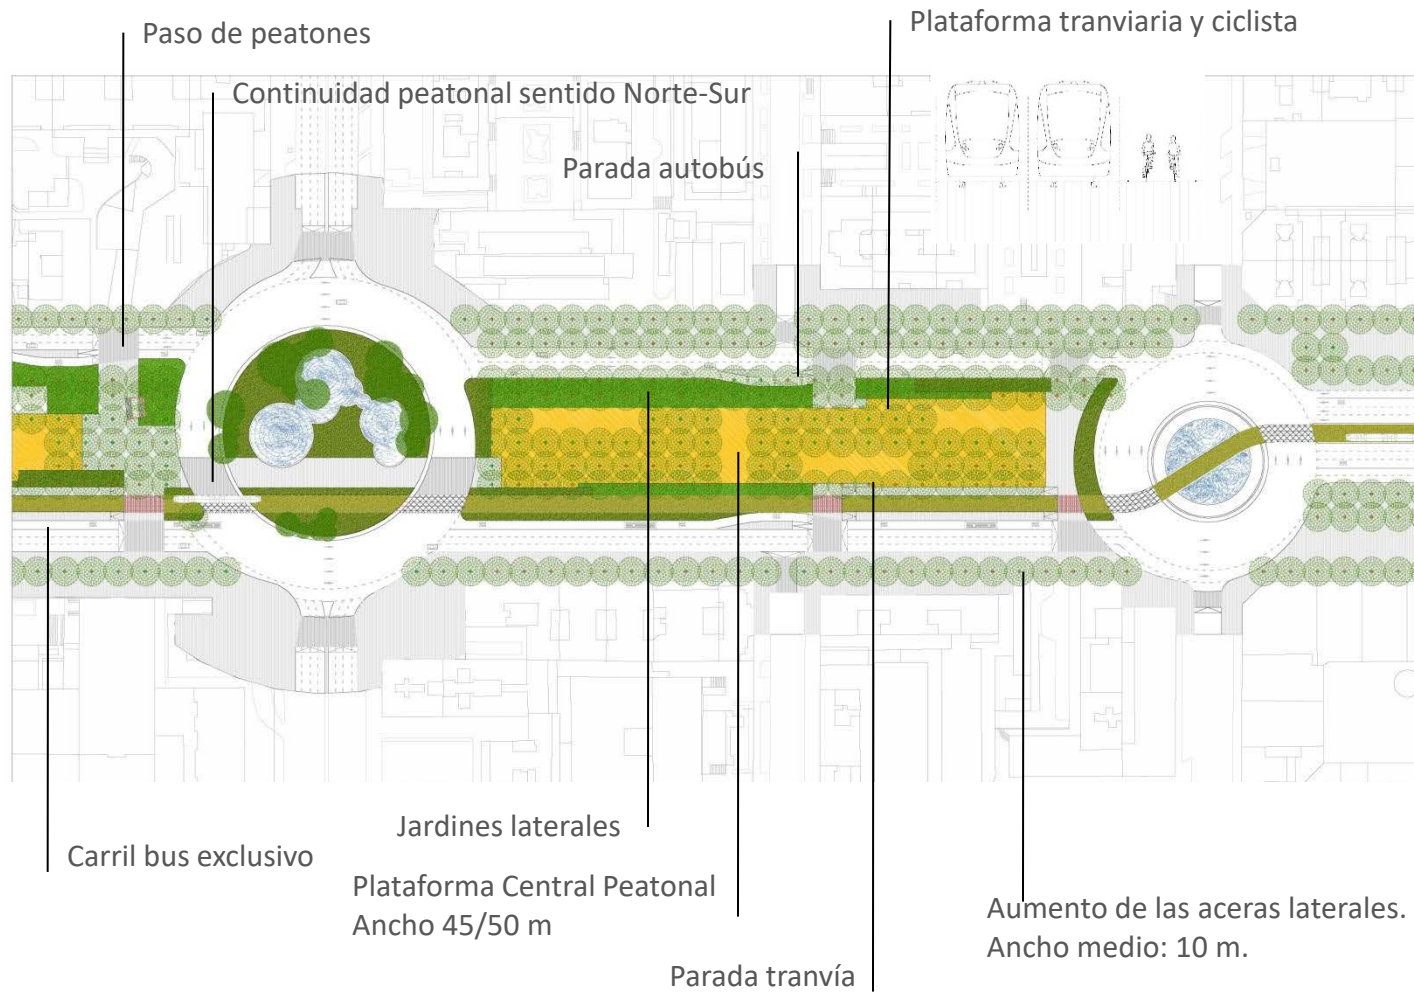 Plataforma tranviaria y ciclista
Paso de peatones
Continuidad peatonal sentido Norte-Sur
Parada autobús
Jardines laterales
Carril bus exclusivo
Plataforma Central Peatonal
Ancho 45/50 m
Aumento de las aceras laterales.
Ancho medio: 10 m.
Parada tranvía